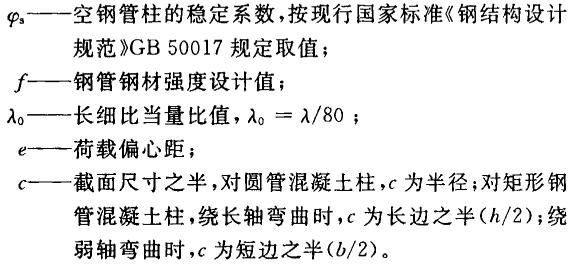 φs——空钢管柱的稳定系数,按现行国家标准《钢结构设计
规范》GB 50017 规定取值;
f——钢管钢材强度设计值;
λ0——长细比当量比值, λ0 = λ/80 ;
e——荷载偏心距;
c——截面尺寸之半,对圆管混凝土柱,c 为半径;对矩形钢
管混凝土柱,绕长轴弯曲时,c 为长边之半(h/2);绕
弱轴弯曲时,c 为短边之半(b/2)。